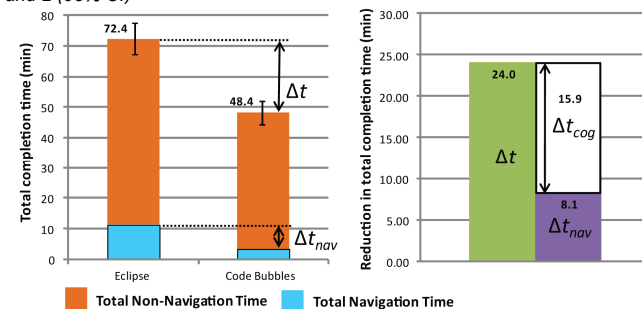 and 2 (95% CI)
Total completion time (min)
80
70
60
50
40
30
20
10
0
72.4
48.4
Δt
Δtnav
Eclipse
Code Bubbles
Total Non-Navigation Time
Total Navigation Time
Reduction in total completion time (min)
30.00
25.00
20.00
15.00
10.00
5.00
0.00
24.0
Δt
15.9
Δtcog
8.1
Δtnav